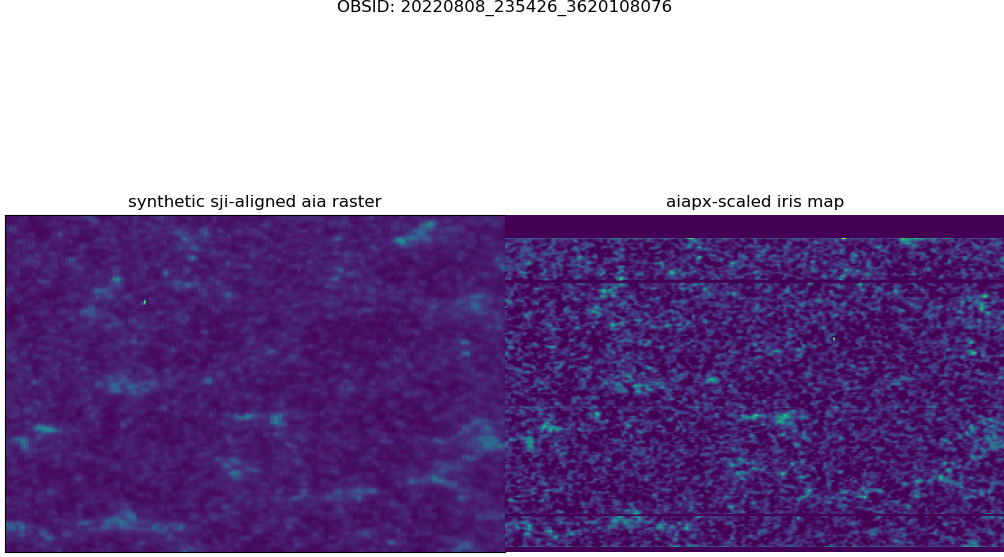 OBSID: 20220808_235426_3620108076
synthetic sji-aligned aia raster
aiapx-scaled iris map